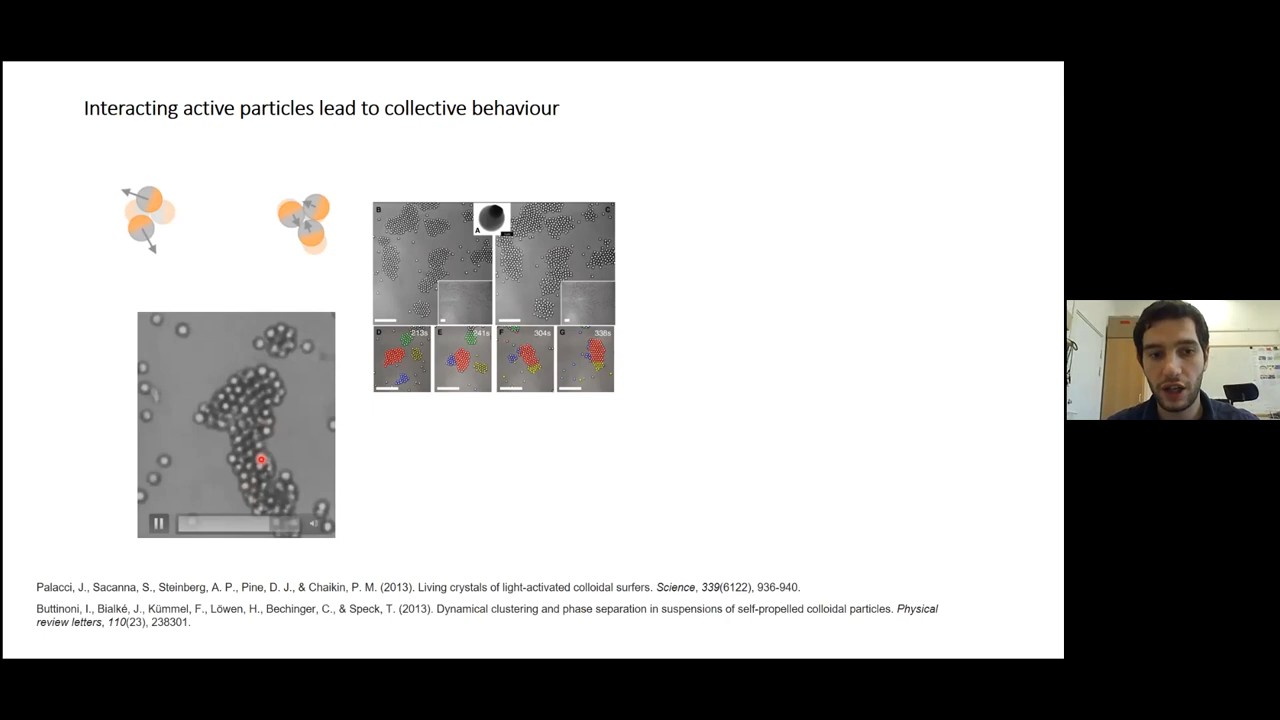 Interacting active particles lead to collective behaviour
B
A
C
D
213s
E
241s
F
304s
G
338s
Palacci, J., Sacanna, S., Steinberg, A. P., Pine, D. J., & Chaikin, P. M. (2013). Living crystals of light-activated colloidal surfers. Science, 339(6122), 936-940.
Buttinoni, I., Bialké, J., Kümmel, F., Löwen, H., Bechinger, C., & Speck, T. (2013). Dynamical clustering and phase separation in suspensions of self-propelled colloidal particles. Physical
review letters, 110(23), 238301.